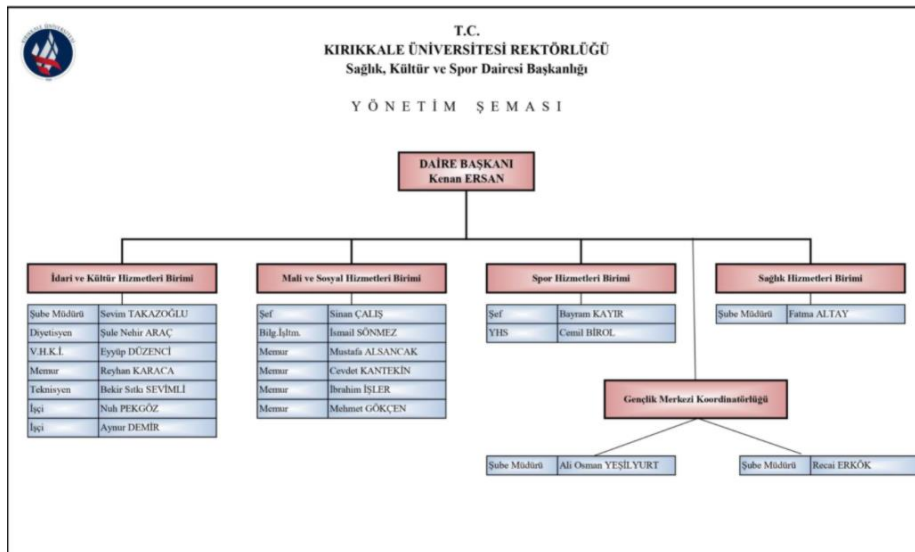 T.C.
KIRIKKALE ÜNİVERSİTESİ REKTÖRLÜĞÜ
Sağlık, Kültür ve Spor Dairesi Başkanlığı
YÖNETİM ŞEMASI
DAİRE BAŞKANI
Kenan ERSAN
İdari ve Kültür Hizmetleri Birimi
Şube Müdürü Sevim TAKAZOĞLU
Diyetisyen Şule Nehir ARAÇ
V.H.K.İ. Eyyüp DÜZENCİ
Memur Reyhan KARACA
Teknisyen Bekir Sıtkı SEVİMLİ
İşçi Nuh PEKGÖZ
İşçi Aynur DEMİR
Mali ve Sosyal Hizmetleri Birimi
Şef Sinan ÇALIŞ
Bilg.İşltm. İsmail SÖNMEZ
Memur Mustafa ALSANCAK
Memur Cevdet KANTEKİN
Memur İbrahim İŞLER
Memur Mehmet GÖKÇEN
Spor Hizmetleri Birimi
Şef Bayram KAYIR
YHS Cemil BİROL
Sağlık Hizmetleri Birimi
Şube Müdürü Fatma ALTAY
Gençlik Merkezi Koordinatörlüğü
Şube Müdürü Ali Osman YEŞİLYURT
Şube Müdürü Recai ERKÖK